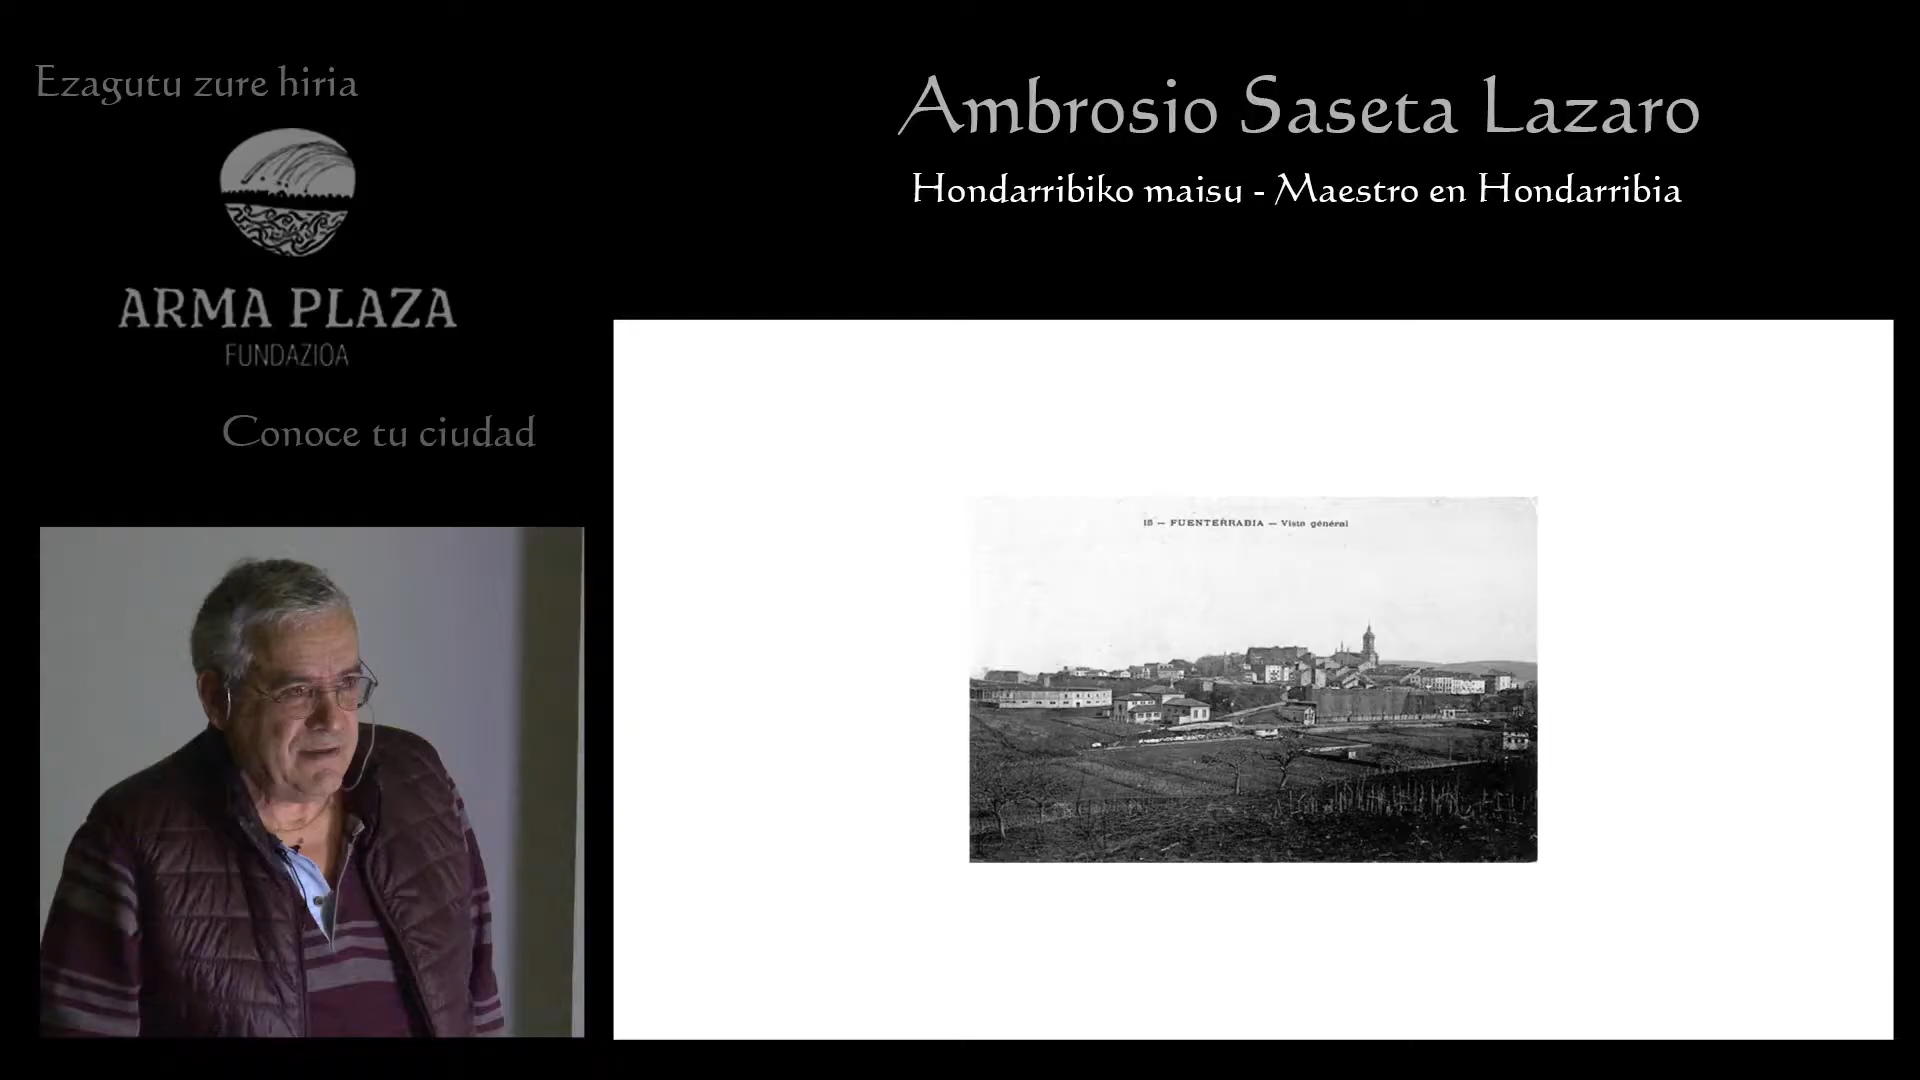 Ezagutu zure hiria
ARMA PLAZA
FUNDAZIOA
Conoce tu ciudad
Ambrosio Saseta Lazaro
Hondarribiko maisu - Maestro en Hondarribia
18 — FUENTERRABIA — Vista général